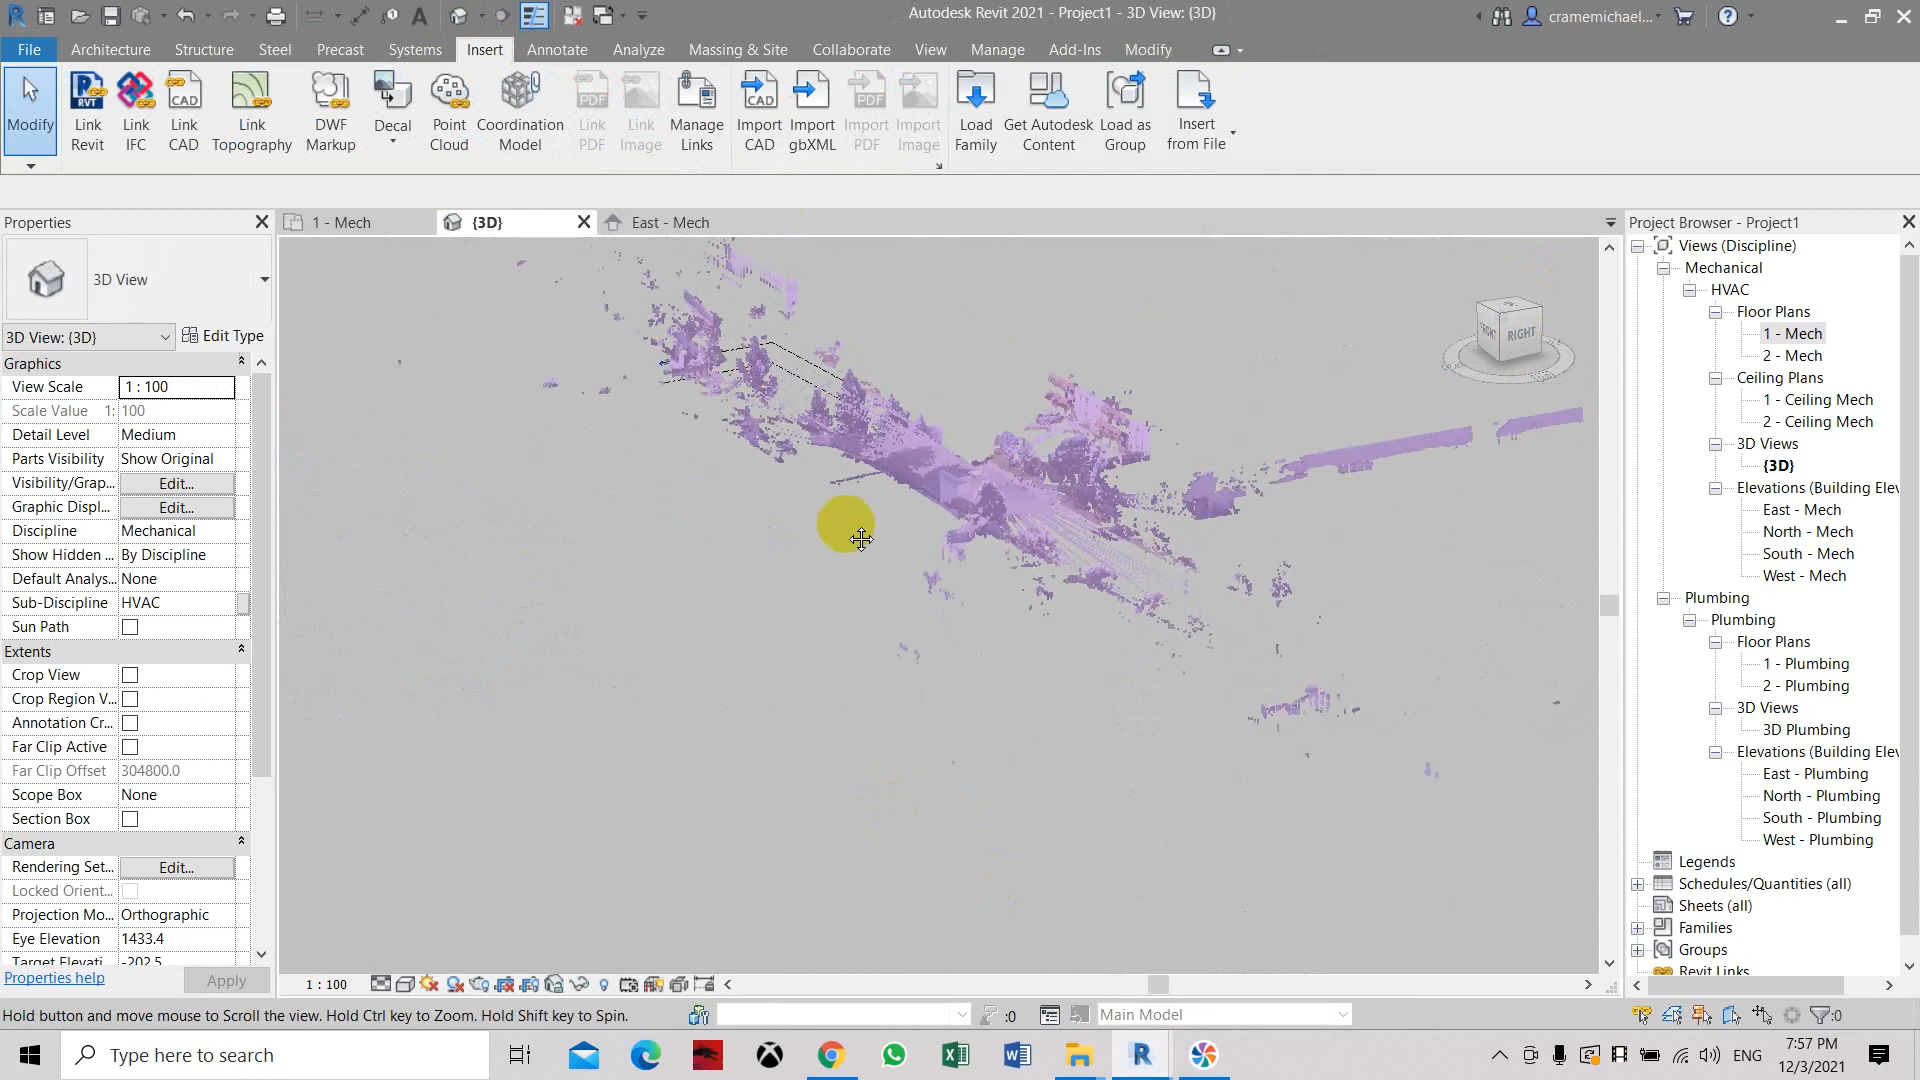 Autodesk Revit 2021 - Project1 - 3D View: {3D}
cramemichael...
File Architecture Structure Steel Precast Systems Insert Annotate Analyze Massing & Site Collaborate View Manage Add-Ins Modify
Modify
Link Revit
Link IFC
Link CAD
Link Topography
DWF Markup
Decal
Point Cloud
Coordination Model
Link PDF
Link Image
Manage Links
Import CAD
Import gbXML
Import PDF
Import Image
Load Family
Get Autodesk Content
Load as Group
Insert from File
Properties
3D View
3D View: {3D}
Edit Type
Graphics
View Scale 1 : 100
Scale Value 1: 100
Detail Level Medium
Parts Visibility Show Original
Visibility/Grap... Edit...
Graphic Displ... Edit...
Discipline Mechanical
Show Hidden ... By Discipline
Default Analys... None
Sub-Discipline HVAC
Sun Path
Extents
Crop View
Crop Region V...
Annotation Cr...
Far Clip Active
Far Clip Offset 304800.0
Scope Box None
Section Box
Camera
Rendering Set... Edit...
Locked Orient...
Projection Mo... Orthographic
Eye Elevation 1433.4
Target Elevati... -202.5
Properties help
Apply
1 - Mech
{3D}
East - Mech
FRONT
RIGHT
1 : 100
Project Browser - Project1
Views (Discipline)
Mechanical
HVAC
Floor Plans
1 - Mech
2 - Mech
Ceiling Plans
1 - Ceiling Mech
2 - Ceiling Mech
3D Views
{3D}
Elevations (Building Elev
East - Mech
North - Mech
South - Mech
West - Mech
Plumbing
Plumbing
Floor Plans
1 - Plumbing
2 - Plumbing
3D Views
3D Plumbing
Elevations (Building Elev
East - Plumbing
North - Plumbing
South - Plumbing
West - Plumbing
Legends
Schedules/Quantities (all)
Sheets (all)
Families
Groups
Revit Links
Hold button and move mouse to Scroll the view. Hold Ctrl key to Zoom. Hold Shift key to Spin.
:0
Main Model
:0
Type here to search
ENG
7:57 PM
12/3/2021